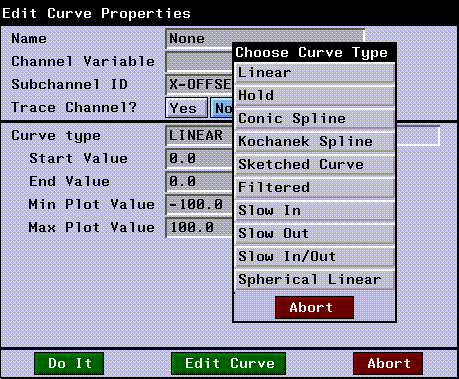 Edit Curve Properties
Name None
Channel Variable
Subchannel ID X-OFFSE
Trace Channel? Yes No
Curve type LINEAR
Start Value 0.0
End Value 0.0
Min Plot Value -100.0
Max Plot Value 100.0
Choose Curve Type
Linear
Hold
Conic Spline
Kochanek Spline
Sketched Curve
Filtered
Slow In
Slow Out
Slow In/Out
Spherical Linear
Abort
Do It Edit Curve Abort